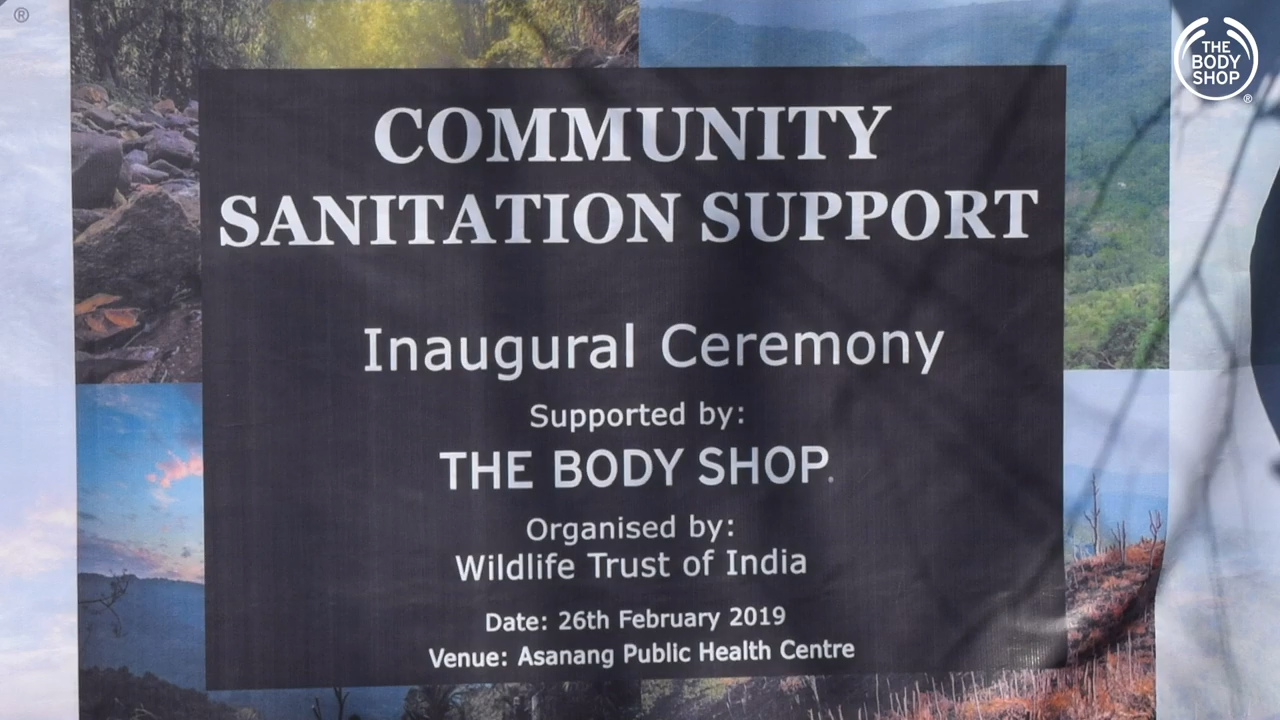 ®
THE
BODY
SHOP
®
COMMUNITY
SANITATION SUPPORT
Inaugural Ceremony
Supported by:
THE BODY SHOP.
Organised by:
Wildlife Trust of India
Date: 26th February 2019
Venue: Asanang Public Health Centre